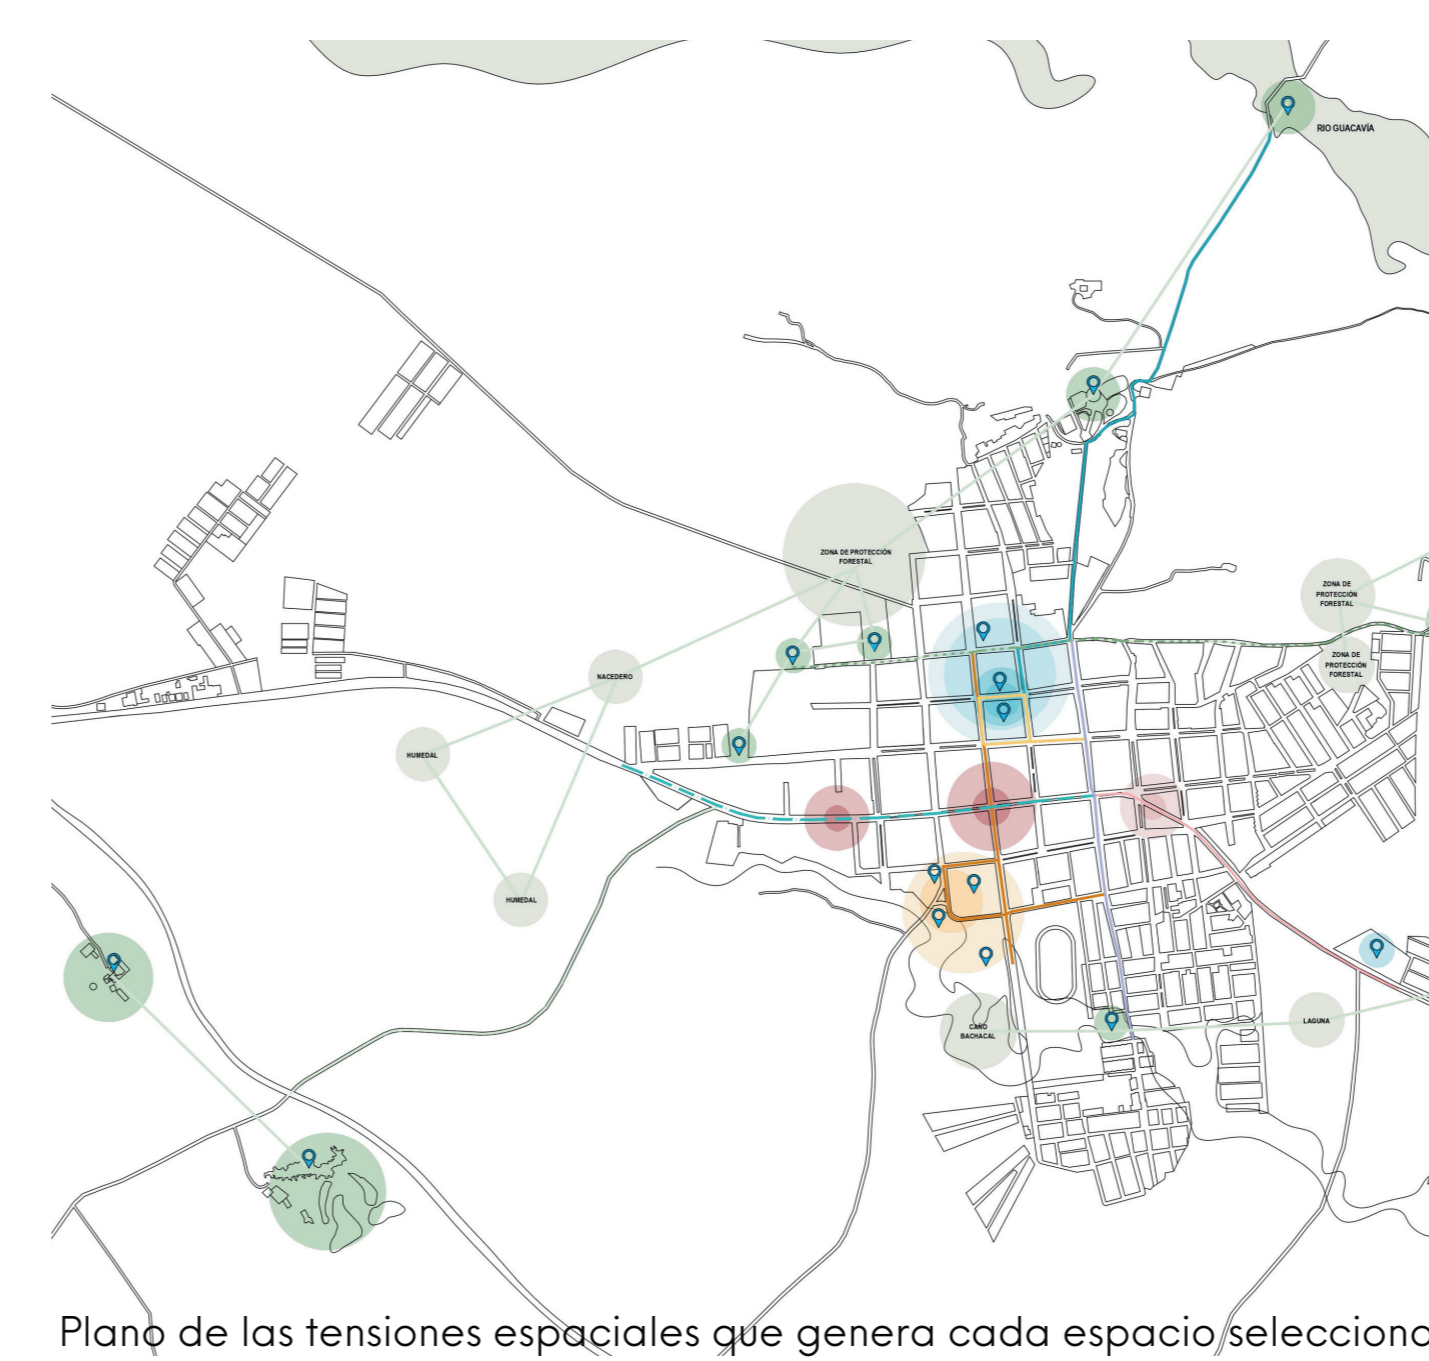 RIO GUACAVÍA
ZONA DE PROTECCIÓN
FORESTAL
ZONA DE
PROTECCIÓN
FORESTAL
ZONA DE
PROTECCIÓN
FORESTAL
NACEDERO
HUMEDAL
HUMEDAL
CAÑO
BACHACAL
LAGUNA
Plano de las tensiones espaciales que genera cada espacio selecciona